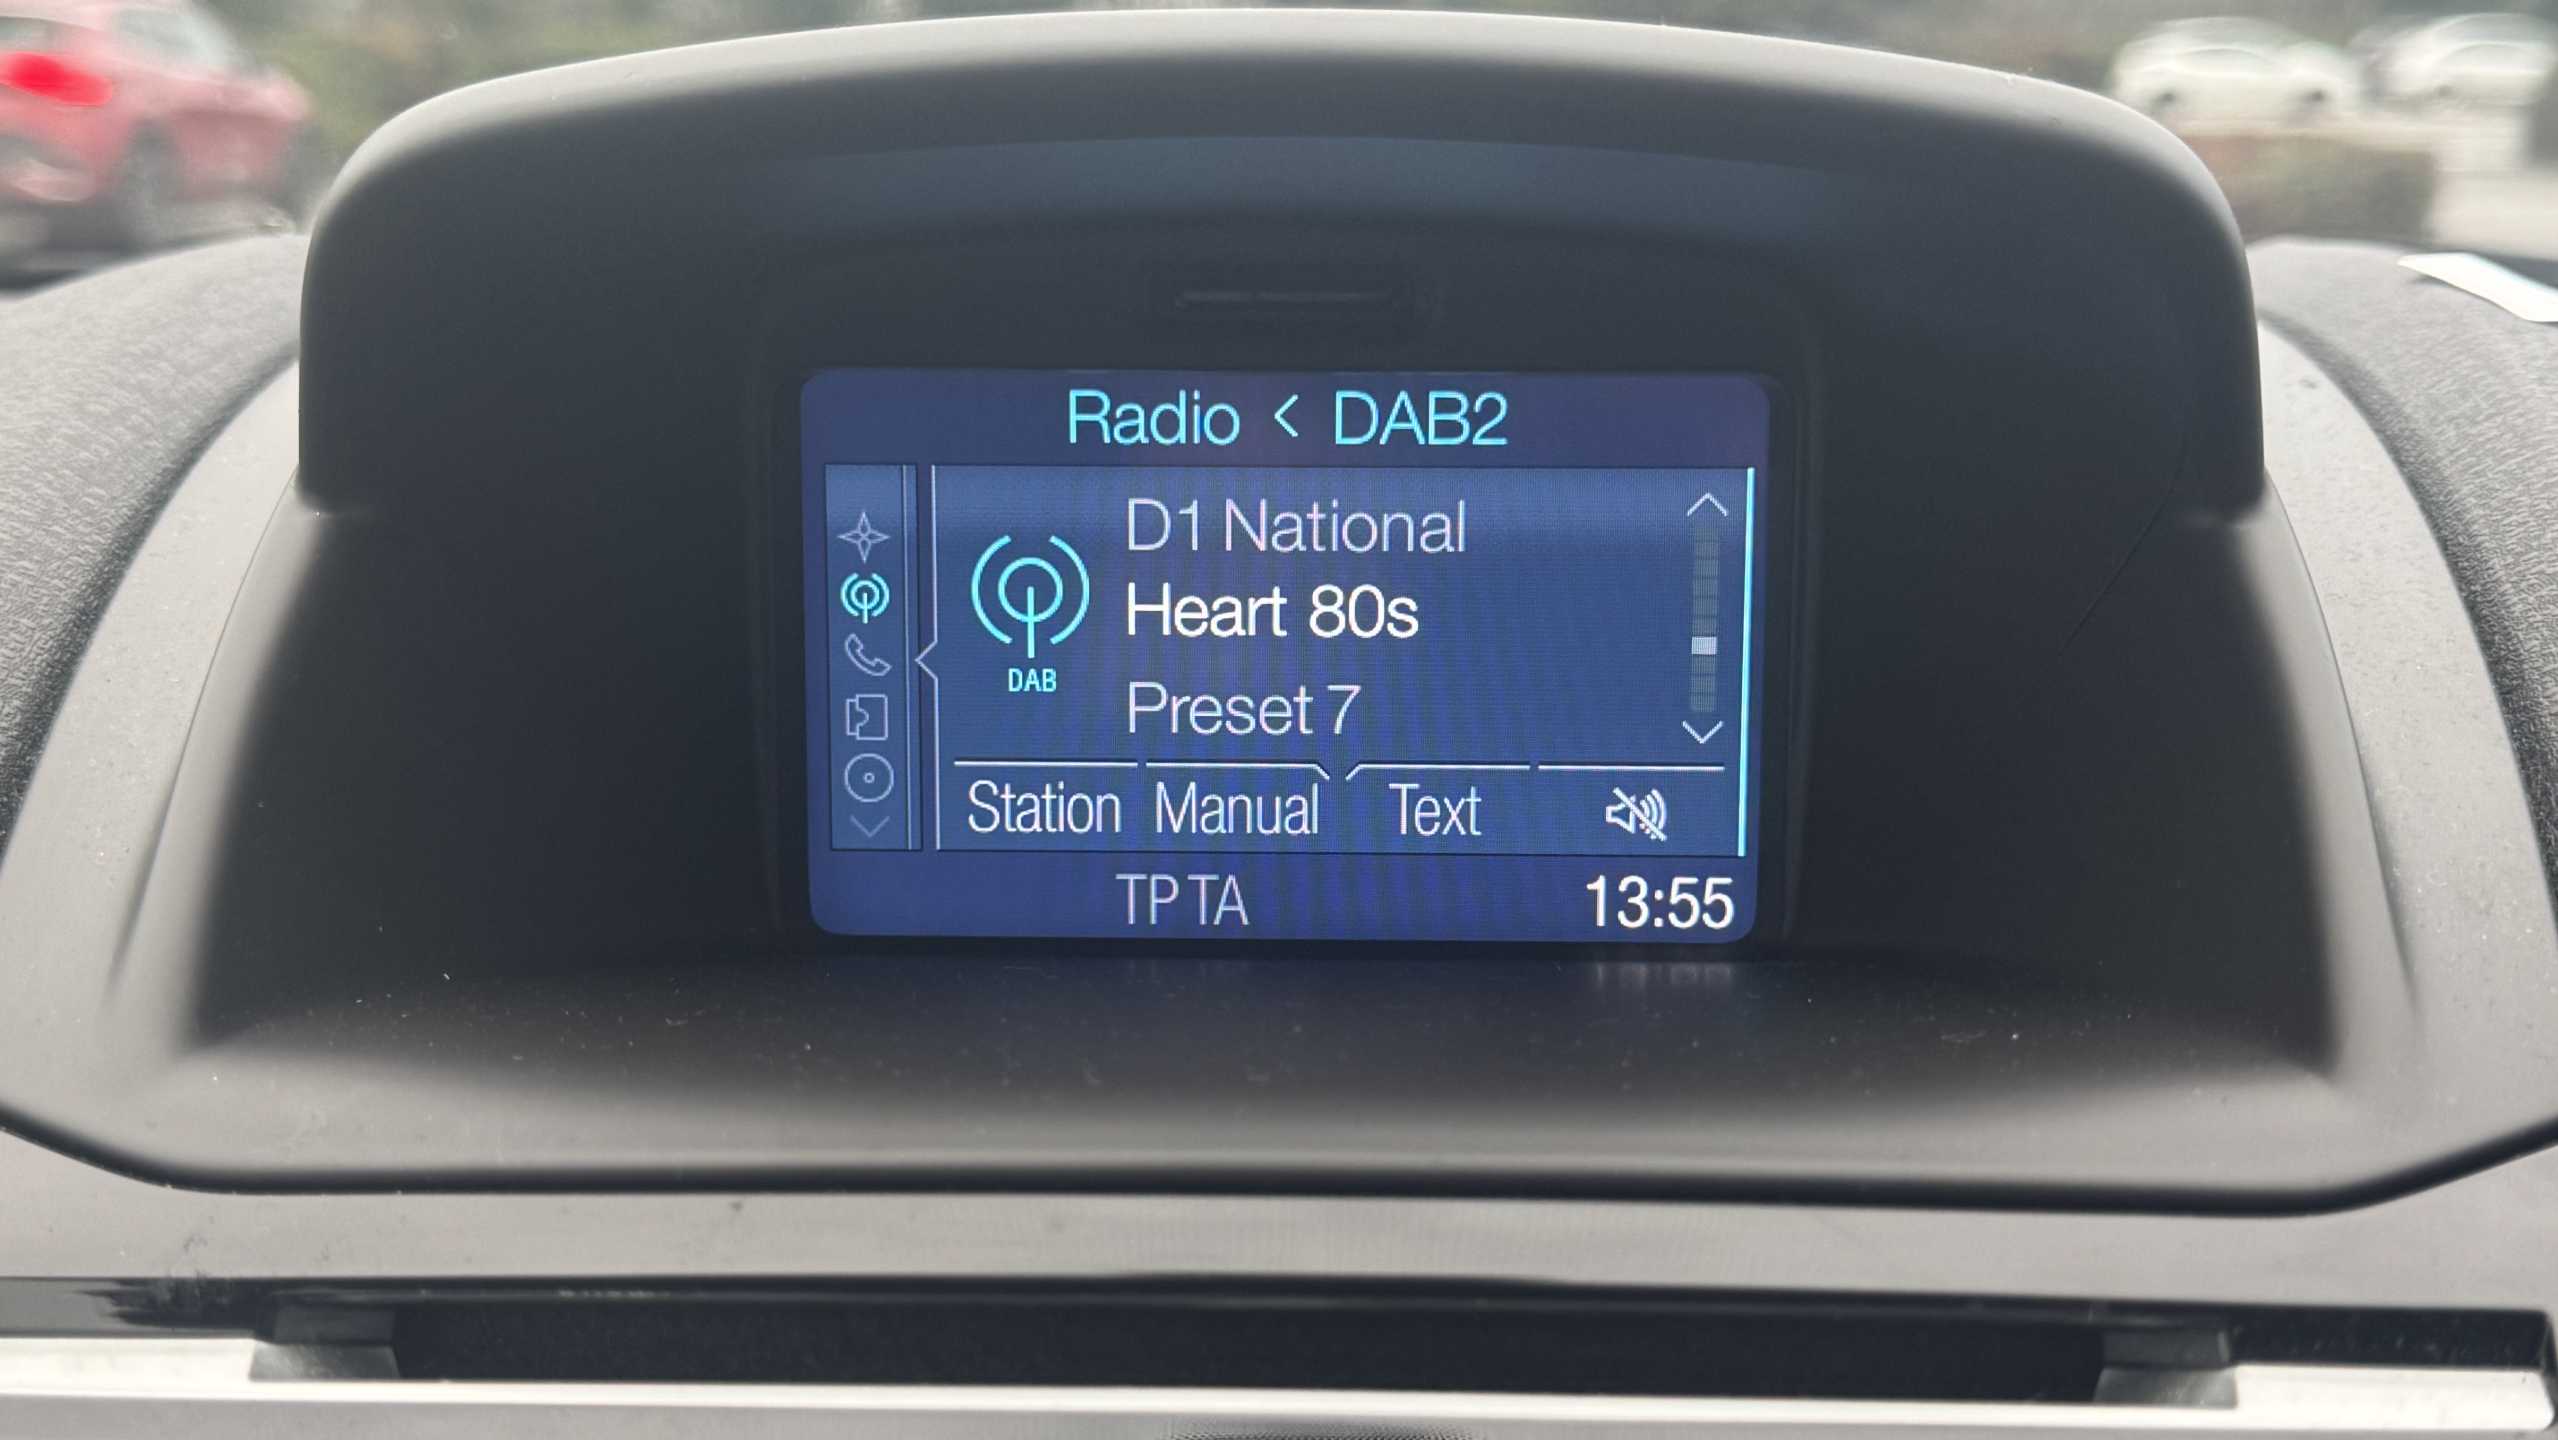 Radio < DAB2
D1 National
Heart 80s
DAB
Preset 7
Station Manual Text
TP TA 13:55